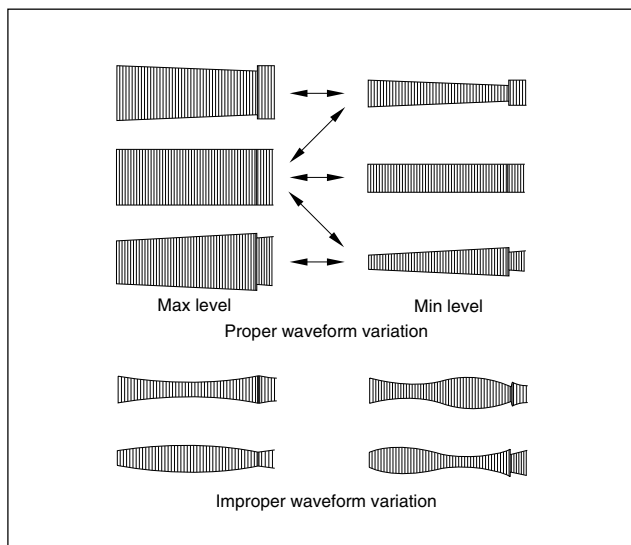 Max level
Min level
Proper waveform variation
Improper waveform variation